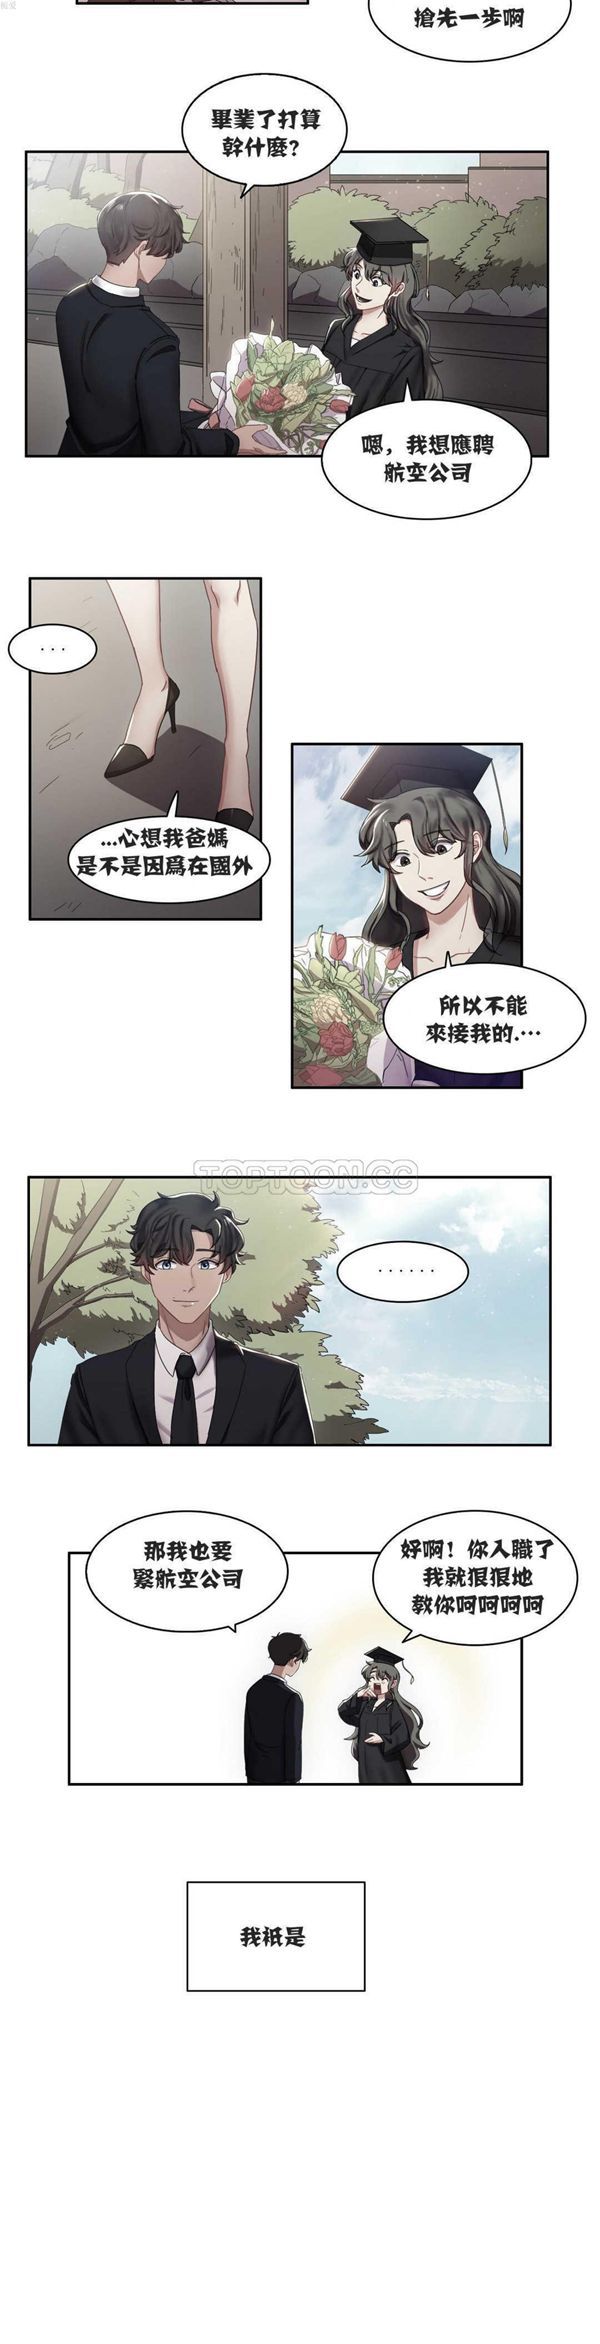 极爱
搶先一步啊
畢業了打算
幹什麼?
嗯，我想應聘
航空公司
...
...心想我爸媽
是不是因爲在國外
所以不能
來接我的....
TOPTOON.CC
......
那我也要
緊航空公司
好啊！你入職了
我就狠狠地
教你呵呵呵呵
我祇是